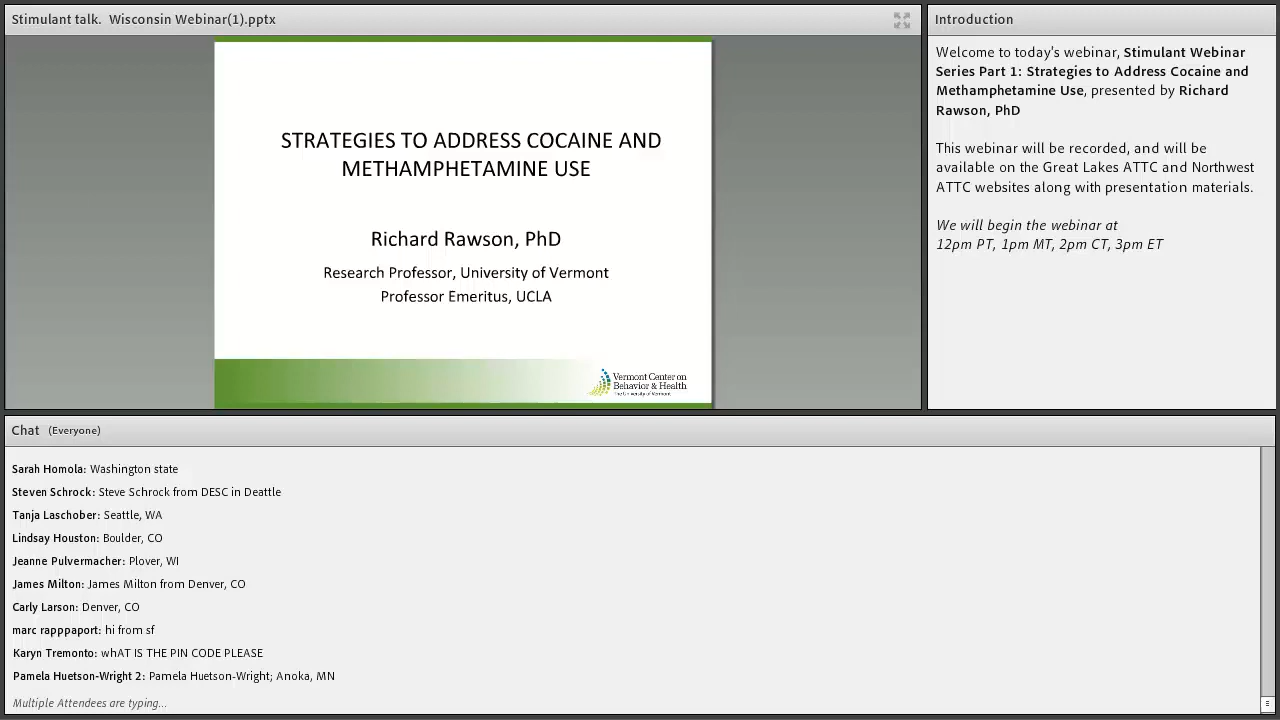 Stimulant talk.  Wisconsin Webinar(1).pptx
STRATEGIES TO ADDRESS COCAINE AND
METHAMPHETAMINE USE
Richard Rawson, PhD
Research Professor, University of Vermont
Professor Emeritus, UCLA
Vermont Center on
Behavior & Health
The University of Vermont
Introduction
Welcome to today's webinar, Stimulant Webinar
Series Part 1: Strategies to Address Cocaine and
Methamphetamine Use, presented by Richard
Rawson, PhD
This webinar will be recorded, and will be
available on the Great Lakes ATTC and Northwest
ATTC websites along with presentation materials.
We will begin the webinar at
12pm PT, 1pm MT, 2pm CT, 3pm ET
Chat (Everyone)
Sarah Homola: Washington state
Steven Schrock: Steve Schrock from DESC in Deattle
Tanja Laschober: Seattle, WA
Lindsay Houston: Boulder, CO
Jeanne Pulvermacher: Plover, WI
James Milton: James Milton from Denver, CO
Carly Larson: Denver, CO
marc rapppaport: hi from sf
Karyn Tremonto: whAT IS THE PIN CODE PLEASE
Pamela Huetson-Wright 2: Pamela Huetson-Wright; Anoka, MN
Multiple Attendees are typing...